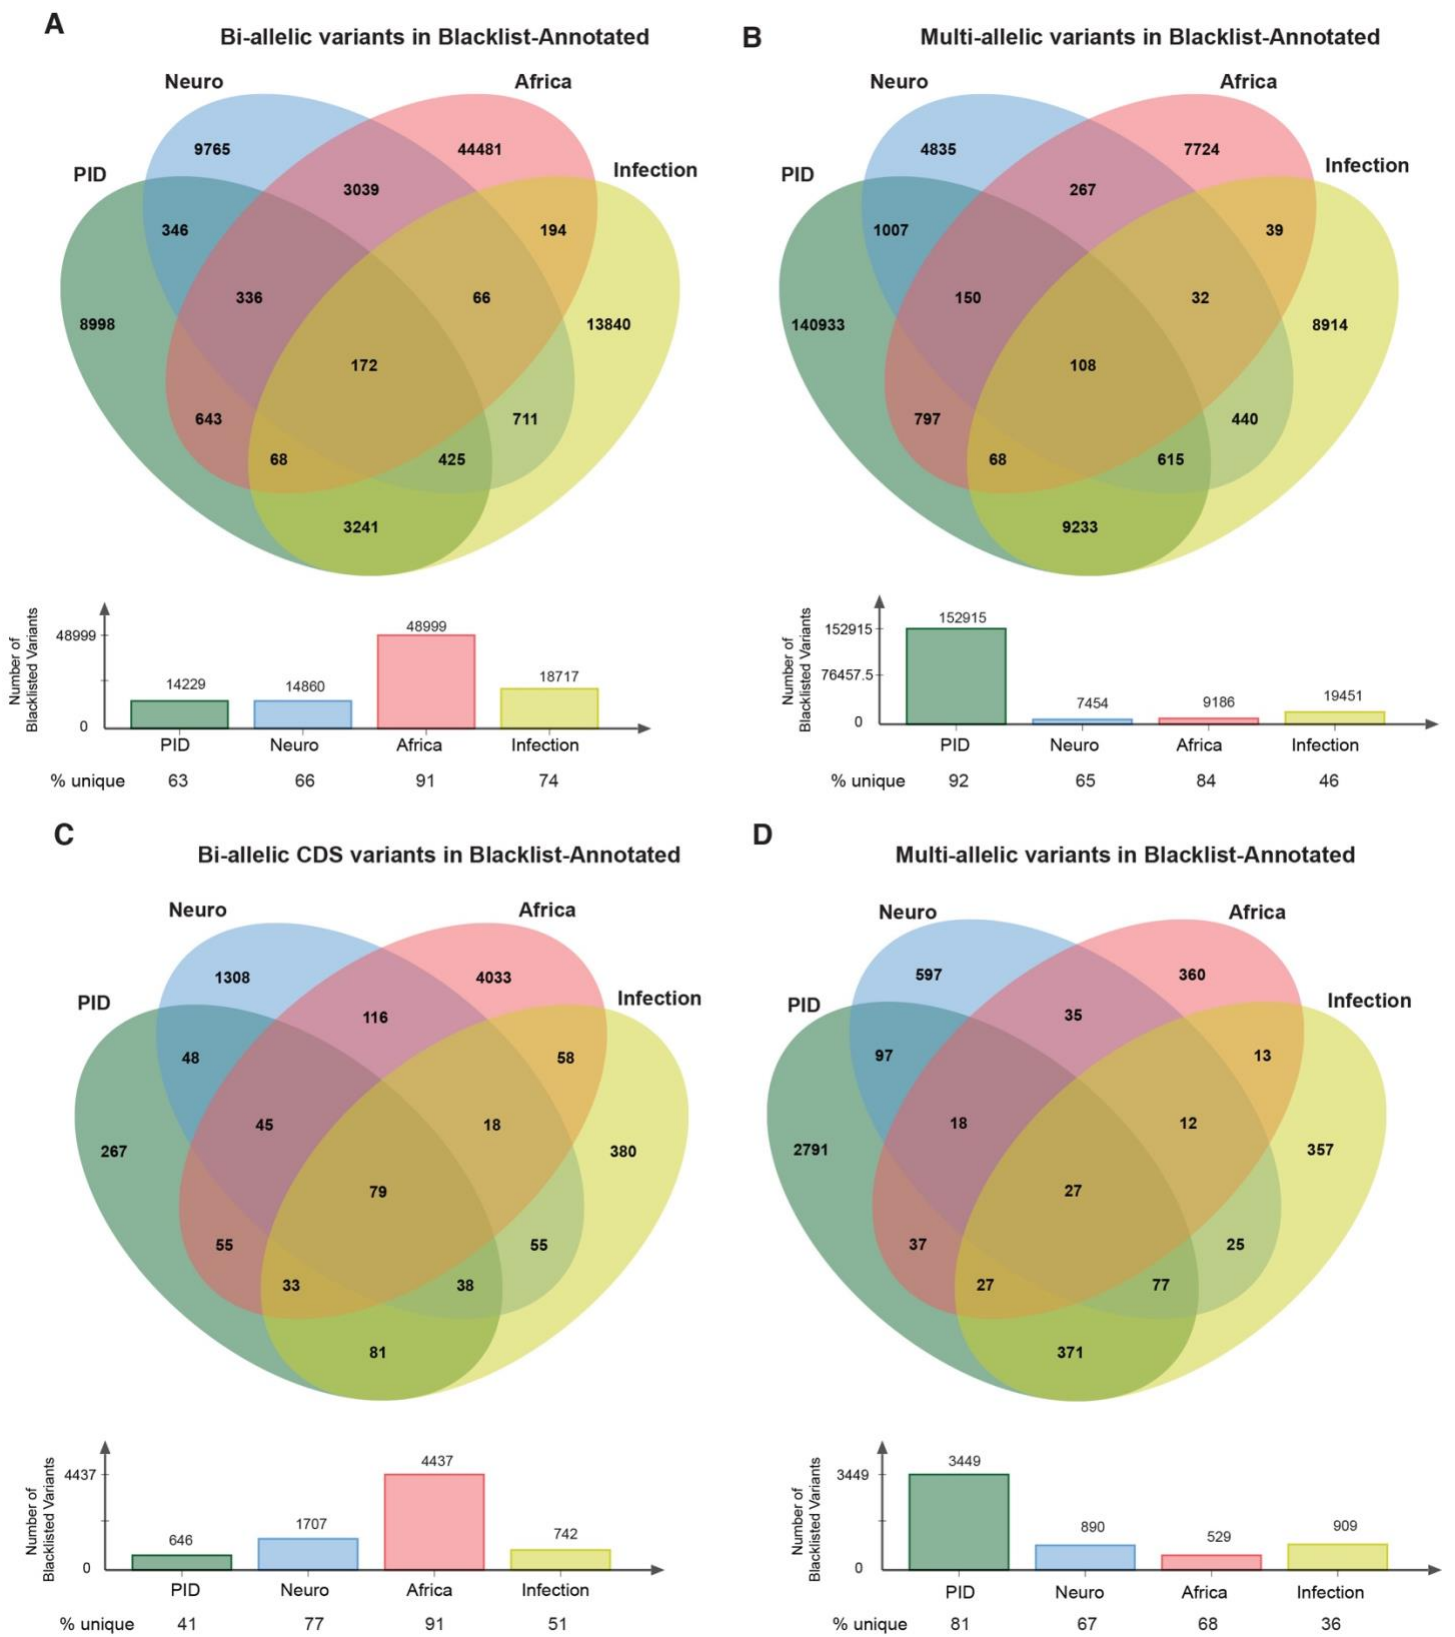 A
Bi-allelic variants in Blacklist-Annotated
Neuro
Africa
PID
Infection
9765
44481
3039
346
194
336
66
8998
13840
172
643
711
68
425
3241
Number of
Blacklisted Variants
48999
0
14229
14860
48999
18717
PID
Neuro
Africa
Infection
% unique 63 66 91 74
B
Multi-allelic variants in Blacklist-Annotated
Neuro
Africa
PID
Infection
4835
7724
267
1007
39
150
32
140933
8914
108
797
440
68
615
9233
Number of
Blacklisted Variants
152915
76457.5
0
152915
7454
9186
19451
PID
Neuro
Africa
Infection
% unique 92 65 84 46
C
Bi-allelic CDS variants in Blacklist-Annotated
Neuro
Africa
PID
Infection
1308
4033
116
48
58
45
18
267
380
79
55
55
33
38
81
Number of
Blacklisted Variants
4437
0
646
1707
4437
742
PID
Neuro
Africa
Infection
% unique 41 77 91 51
D
Multi-allelic variants in Blacklist-Annotated
Neuro
Africa
PID
Infection
597
360
35
97
13
18
12
2791
357
27
37
25
27
77
371
Number of
Blacklisted Variants
3449
0
3449
890
529
909
PID
Neuro
Africa
Infection
% unique 81 67 68 36